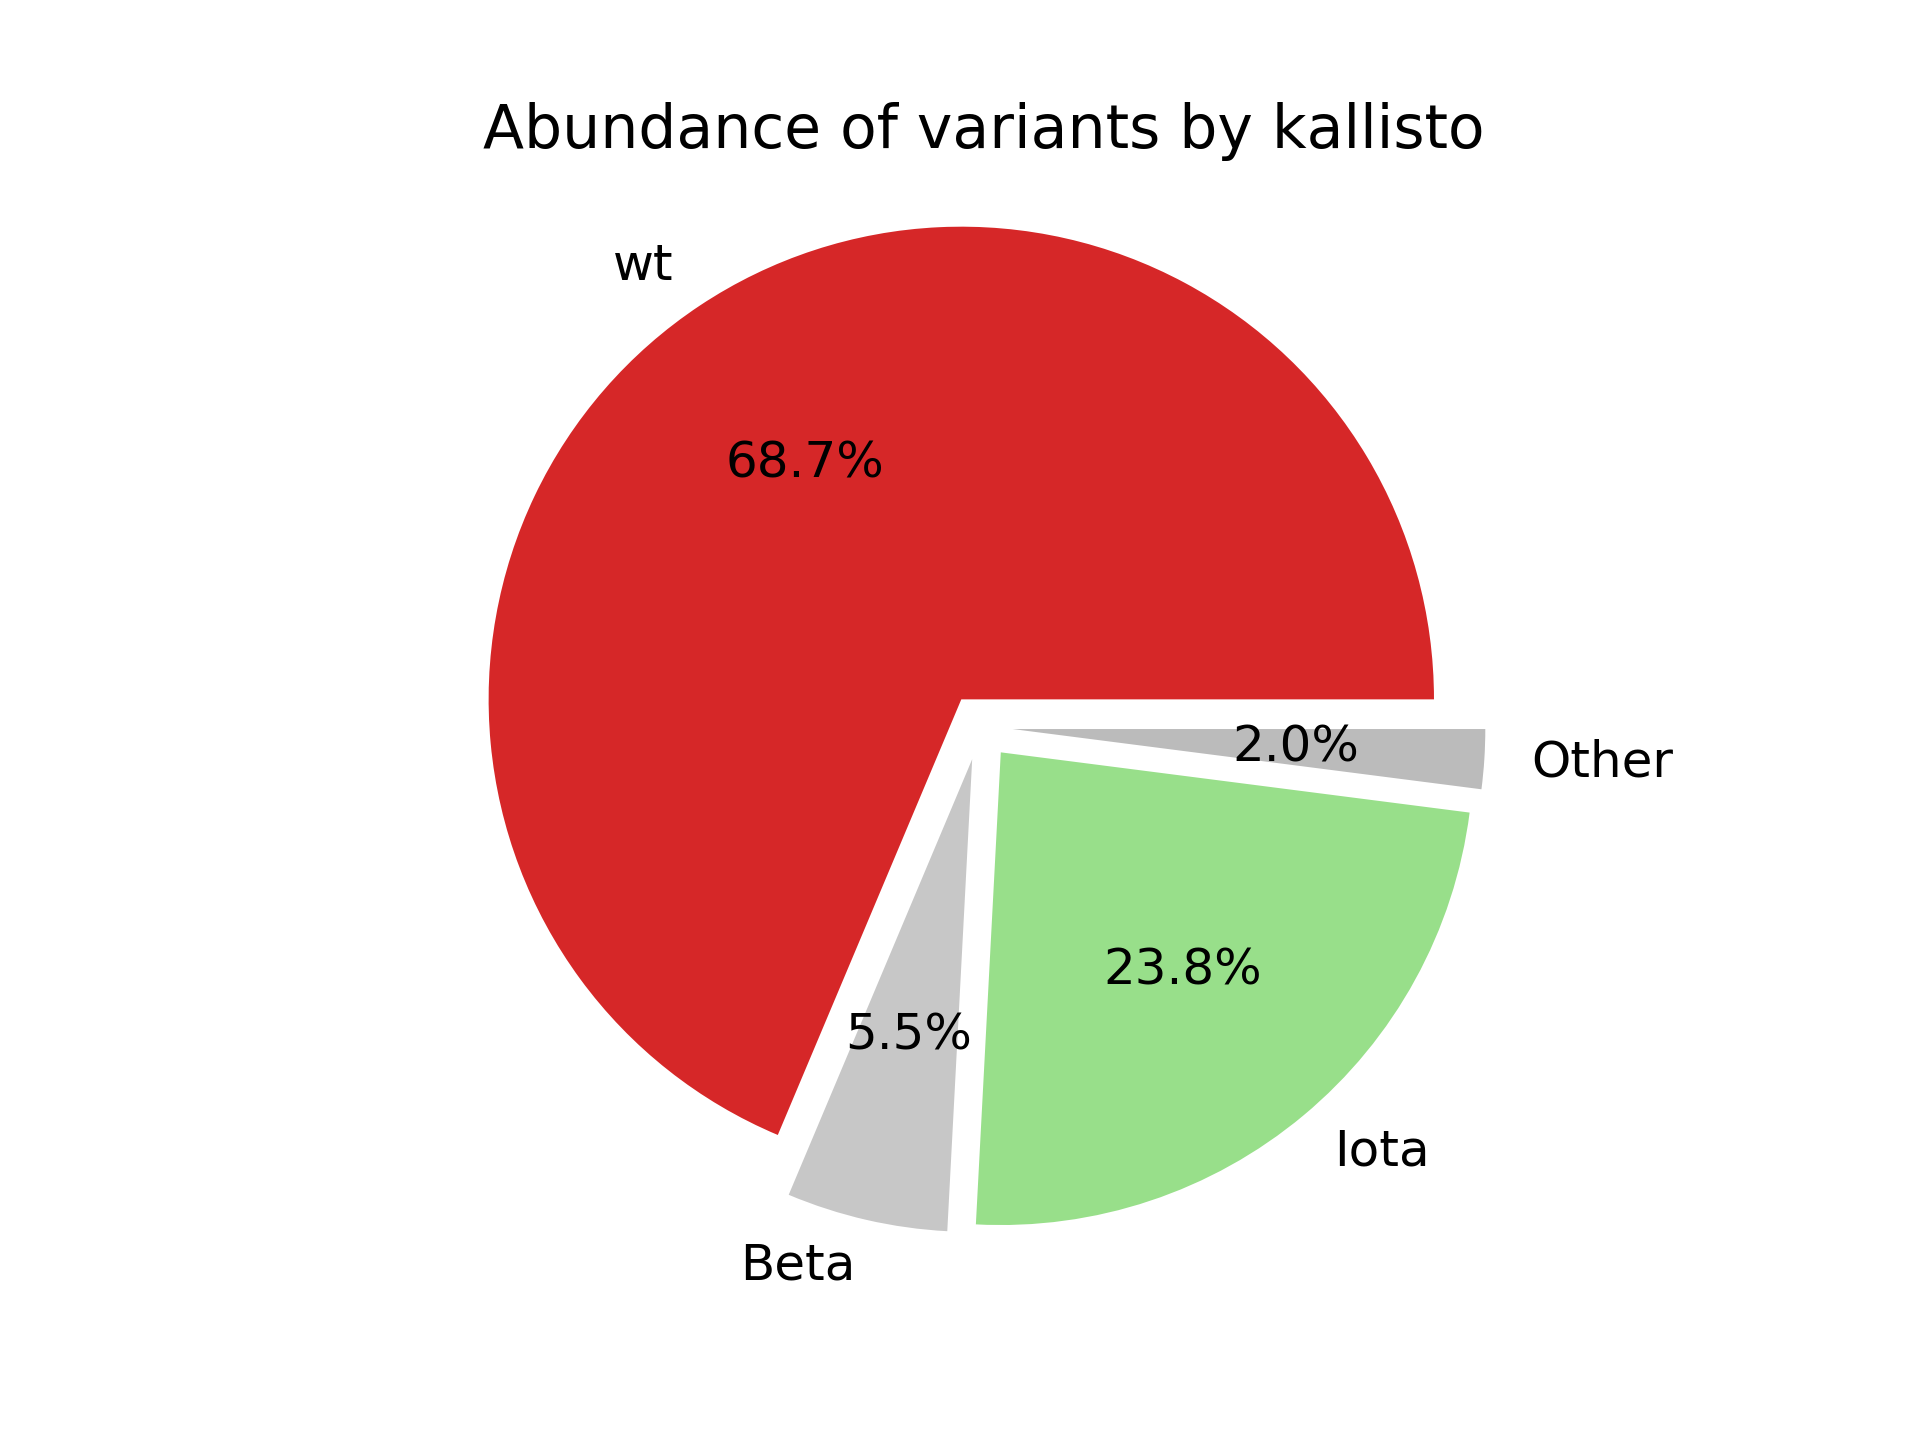 Abundance of variants by kallisto
wt
68.7%
2.0%
Other
23.8%
5.5%
Iota
Beta